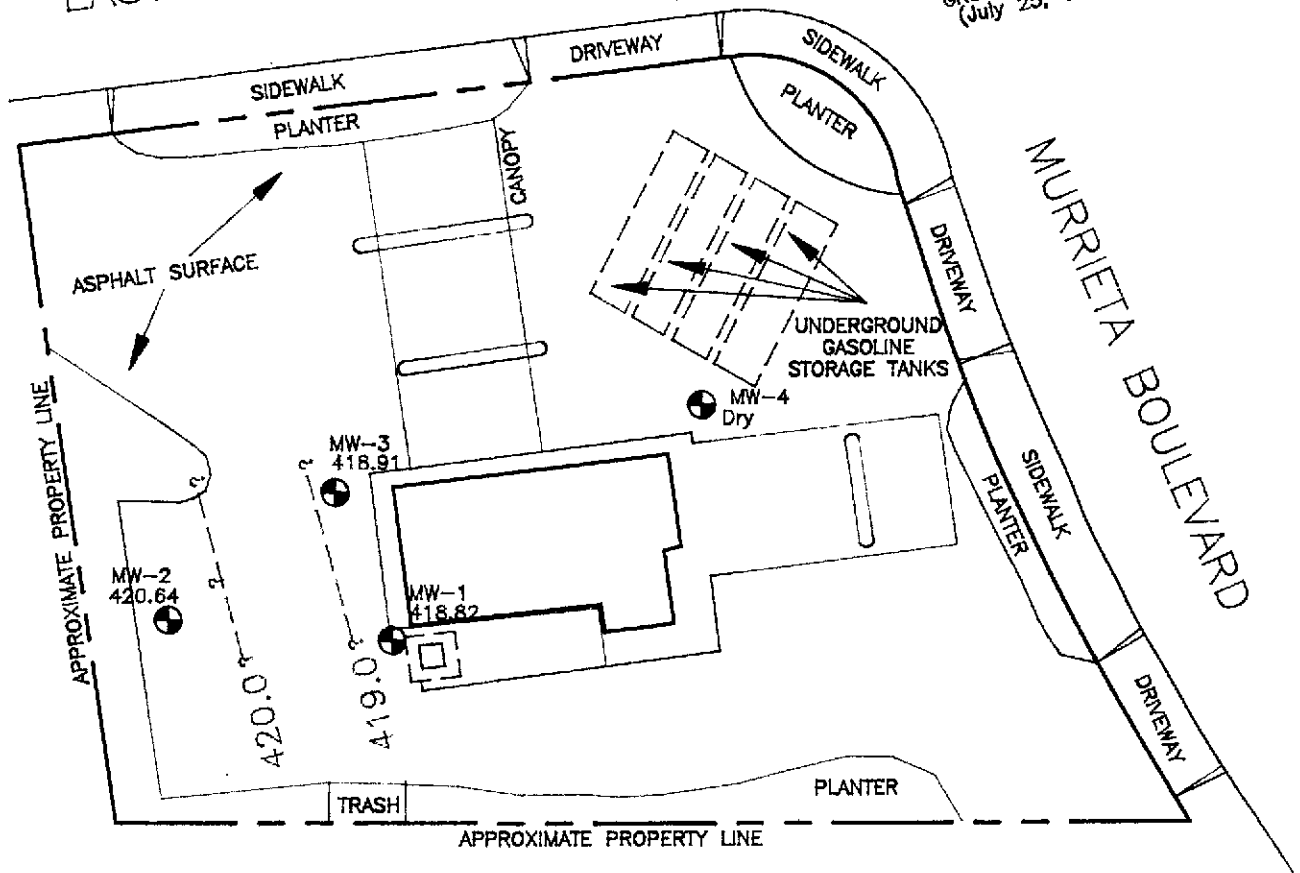 (July 25,
DRIVEWAY
SIDEWALK
SIDEWALK
PLANTER
PLANTER
CANOPY
MURRIETA BOULEVARD
ASPHALT SURFACE
DRIVEWAY
UNDERGROUND
GASOLINE
STORAGE TANKS
MW-4
Dry
APPROXIMATE PROPERTY LINE
MW-3
418.91
?
?
SIDEWALK
PLANTER
MW-2
420.64
?
MW-1
418.82
420.0 ?
419.0 ?
DRIVEWAY
TRASH
PLANTER
APPROXIMATE PROPERTY LINE